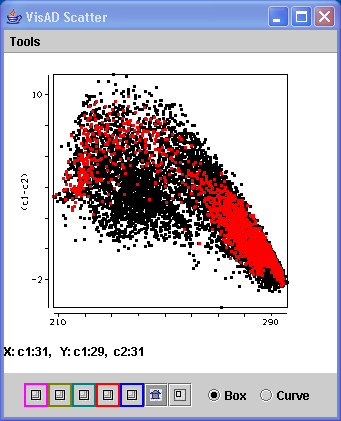 VisAD Scatter
Tools
10
(c1-c2)
-2
210
290
X: c1:31, Y: c1:29, c2:31
Box
Curve